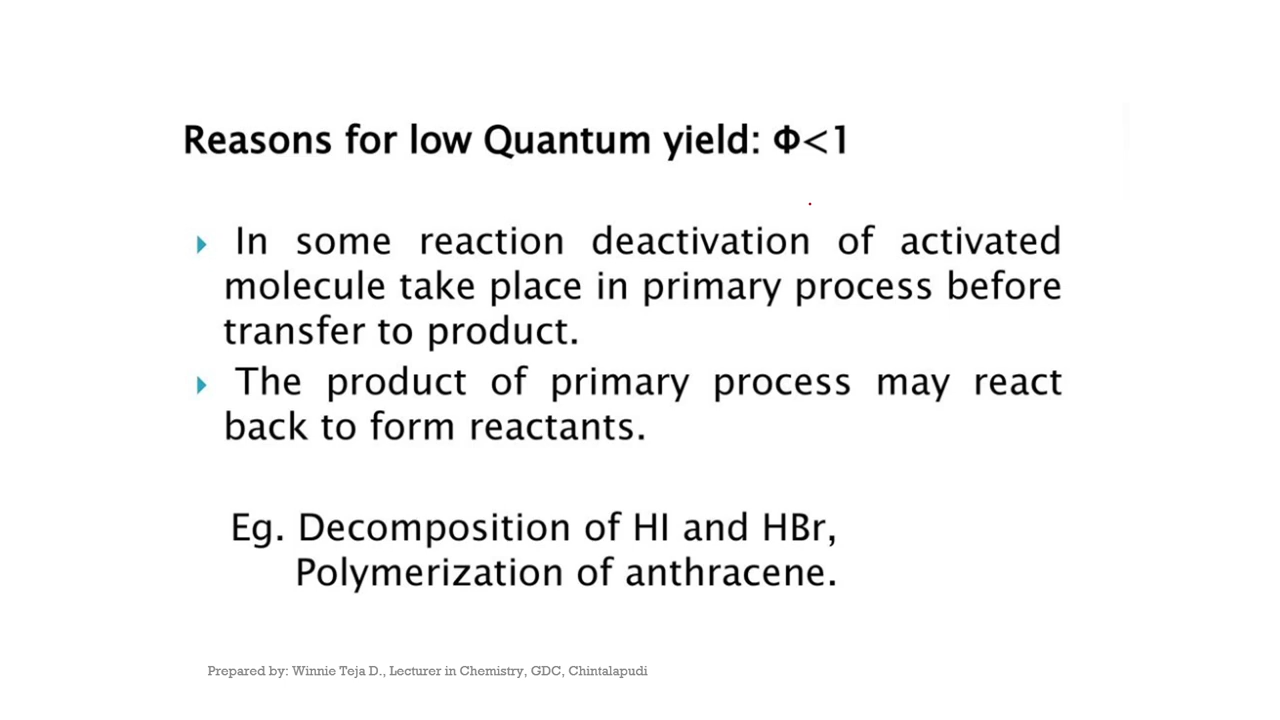 Reasons for low Quantum yield: Φ<1
In some reaction deactivation of activated
molecule take place in primary process before
transfer to product.
The product of primary process may react
back to form reactants.
Eg. Decomposition of HI and HBr,
Polymerization of anthracene.
Prepared by: Winnie Teja D., Lecturer in Chemistry, GDC, Chintalapudi